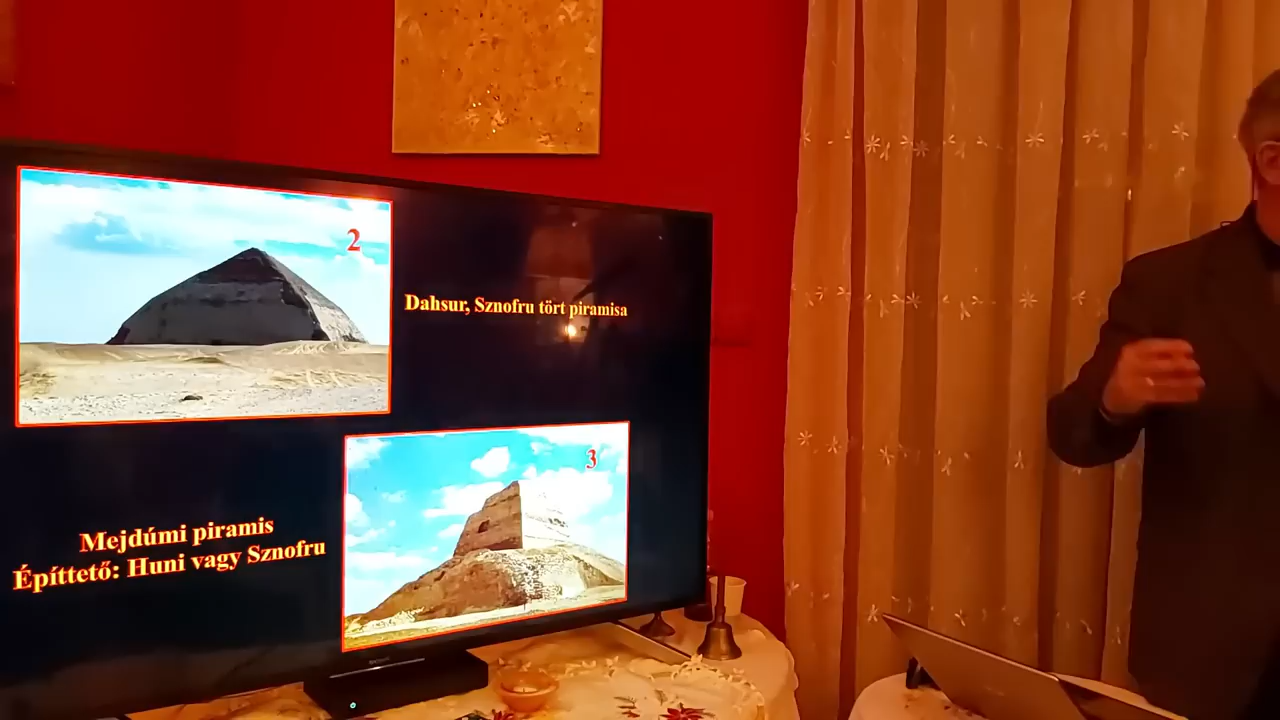 2
Dahsur, Sznofru tört piramisa
3
Mejdúmi piramis
Építtető: Huni vagy Sznofru